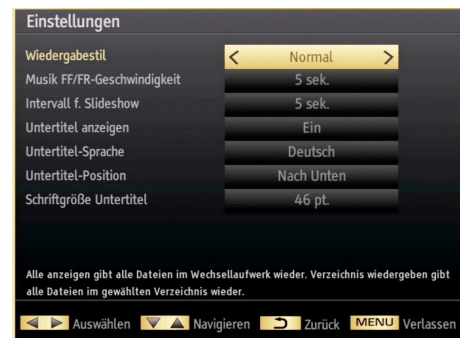 Einstellungen
Wiedergabestil < Normal >
Musik FF/FR-Geschwindigkeit 5 sek.
Intervall f. Slideshow 5 sek.
Untertitel anzeigen Ein
Untertitel-Sprache Deutsch
Untertitel-Position Nach Unten
Schriftgröße Untertitel 46 pt.
Alle anzeigen gibt alle Dateien im Wechsellaufwerk wieder. Verzeichnis wiedergeben gibt
alle Dateien im gewählten Verzeichnis wieder.
Auswählen Navigieren Zurück MENU Verlassen